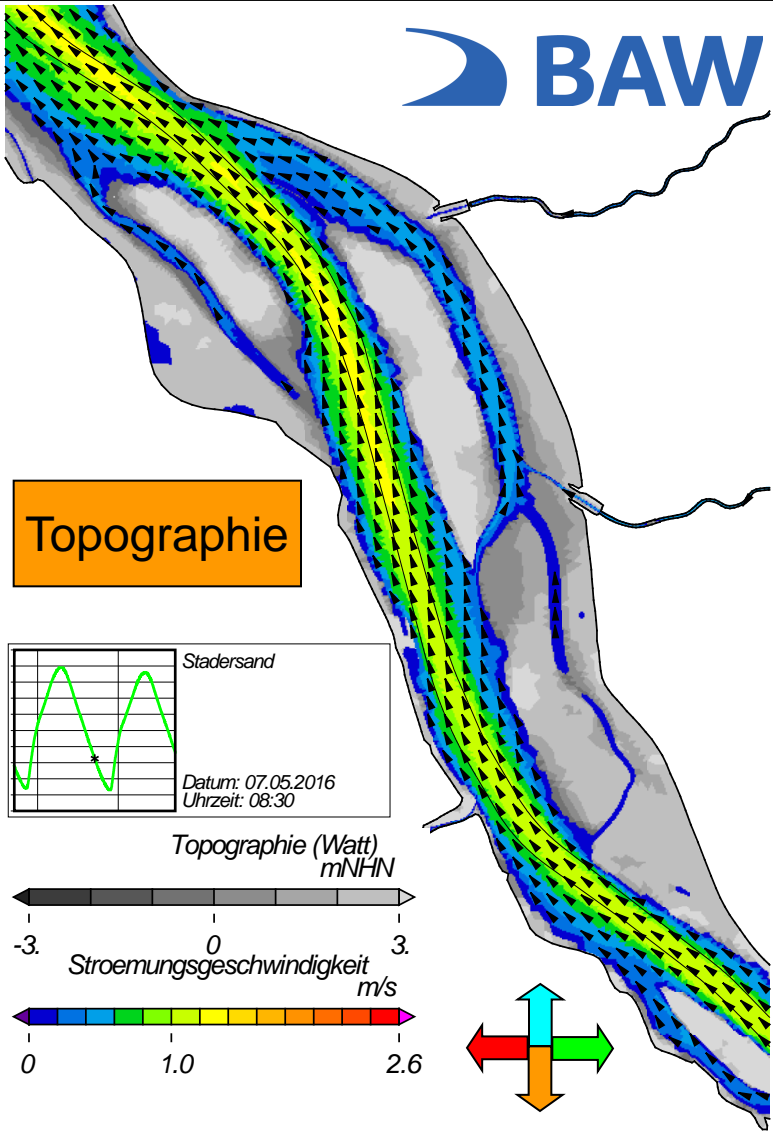 BAW
Topographie
Stadersand
Datum: 07.05.2016
Uhrzeit: 08:30
Topographie (Watt)
mNHN
-3. 0 3.
Stroemungsgeschwindigkeit
m/s
0 1.0 2.6